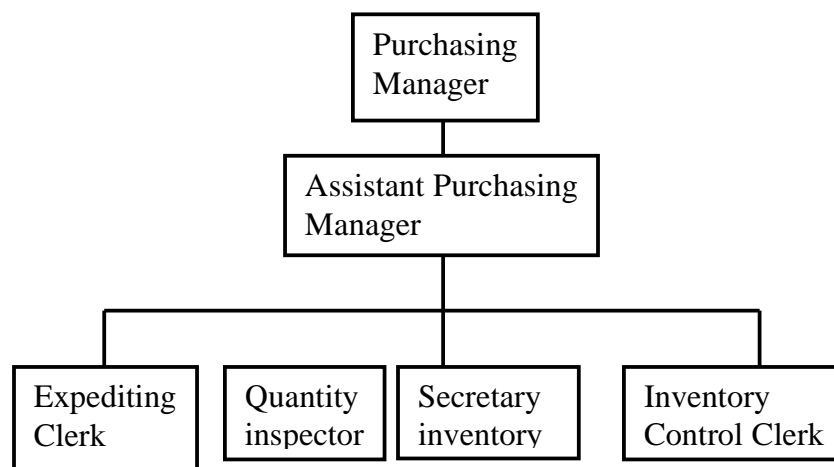 Purchasing
Manager
Assistant Purchasing
Manager
Expediting
Clerk
Quantity
inspector
Secretary
inventory
Inventory
Control Clerk